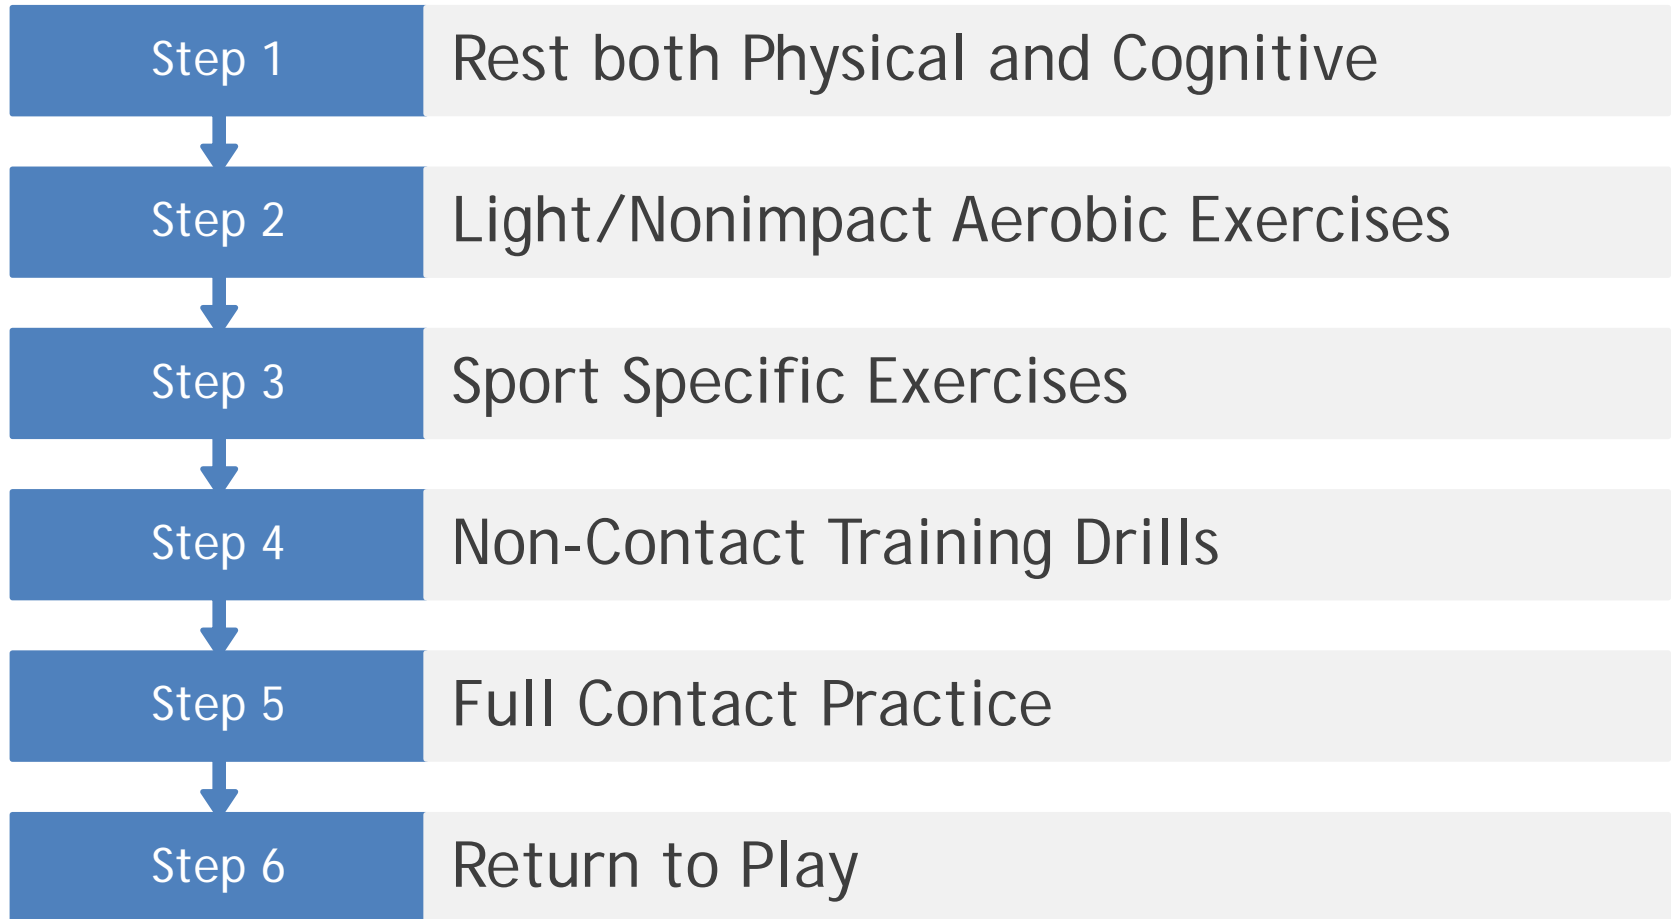 Step 1
Rest both Physical and Cognitive
Step 2
Light/Nonimpact Aerobic Exercises
Step 3
Sport Specific Exercises
Step 4
Non-Contact Training Drills
Step 5
Full Contact Practice
Step 6
Return to Play